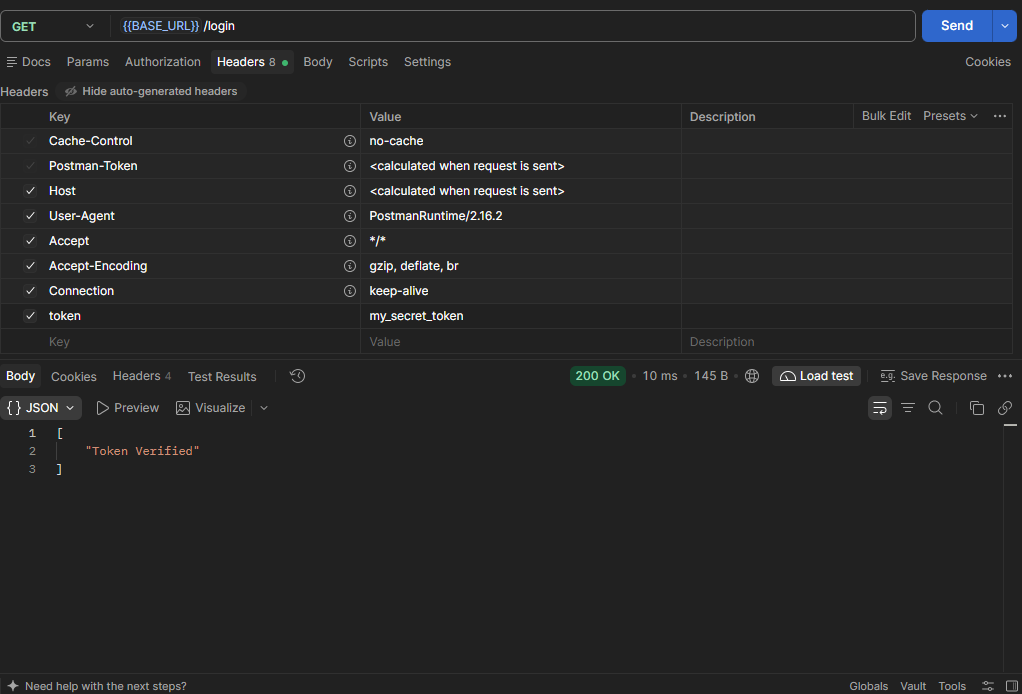 GET {{BASE_URL}} /login Send
Docs Params Authorization Headers 8 Body Scripts Settings Cookies
Headers Hide auto-generated headers
Key Value Description Bulk Edit Presets
Cache-Control no-cache
Postman-Token <calculated when request is sent>
Host <calculated when request is sent>
User-Agent PostmanRuntime/2.16.2
Accept */*
Accept-Encoding gzip, deflate, br
Connection keep-alive
token my_secret_token
Key Value Description
Body Cookies Headers 4 Test Results 200 OK 10 ms 145 B Load test e.g. Save Response
{} JSON Preview Visualize
1 [
2 "Token Verified"
3 ]
Need help with the next steps? Globals Vault Tools